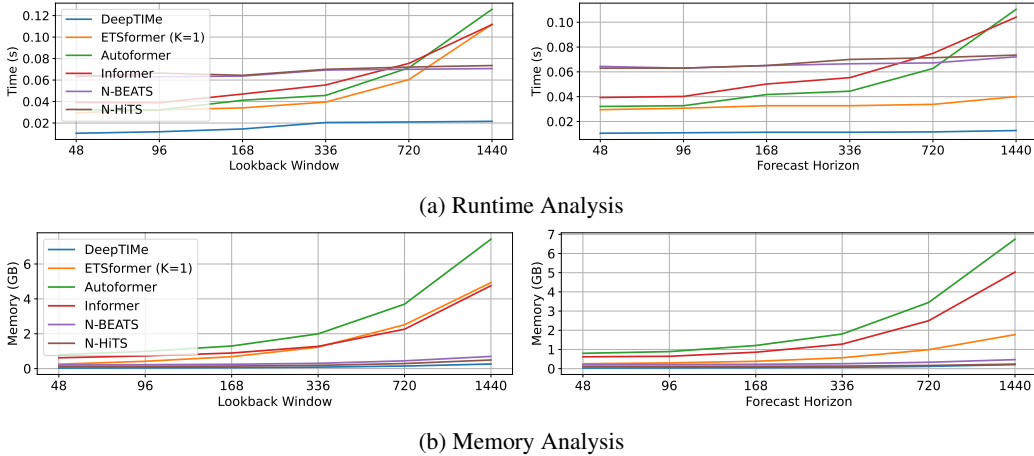 0.12
0.10
0.08
0.06
0.04
0.02
Time (s)
DeepTIMe
ETSformer (K=1)
Autoformer
Informer
N-BEATS
N-HiTS
48 96 168 336 720 1440
Lookback Window
0.10
0.08
0.06
0.04
0.02
Time (s)
48 96 168 336 720 1440
Forecast Horizon
(a) Runtime Analysis
6
4
2
0
Memory (GB)
DeepTIMe
ETSformer (K=1)
Autoformer
Informer
N-BEATS
N-HiTS
48 96 168 336 720 1440
Lookback Window
7
6
5
4
3
2
1
0
Memory (GB)
48 96 168 336 720 1440
Forecast Horizon
(b) Memory Analysis